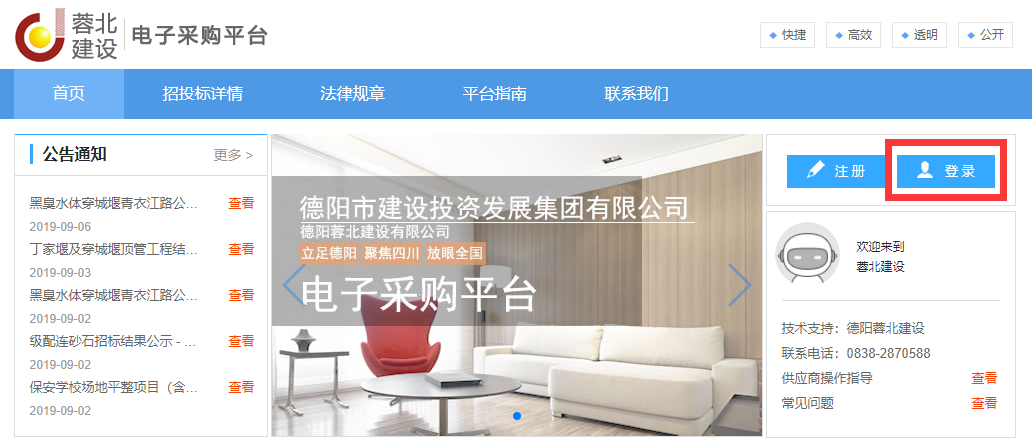 蓉北
建设
电子采购平台
快捷
高效
透明
公开
首页
招投标详情
法律规章
平台指南
联系我们
公告通知
更多 >
黑臭水体穿城堰青衣江路公...
查看
2019-09-06
丁家堰及穿城堰顶管工程结...
查看
2019-09-03
黑臭水体穿城堰青衣江路公...
查看
2019-09-02
级配连砂石招标结果公示 - ...
查看
2019-09-02
保安学校场地平整项目（含...
查看
2019-09-02
德阳市建设投资发展集团有限公司
德阳蓉北建设有限公司
立足德阳 聚焦四川 放眼全国
电子采购平台
注册
登录
欢迎来到
蓉北建设
技术支持：德阳蓉北建设
联系电话：0838-2870588
供应商操作指导
查看
常见问题
查看